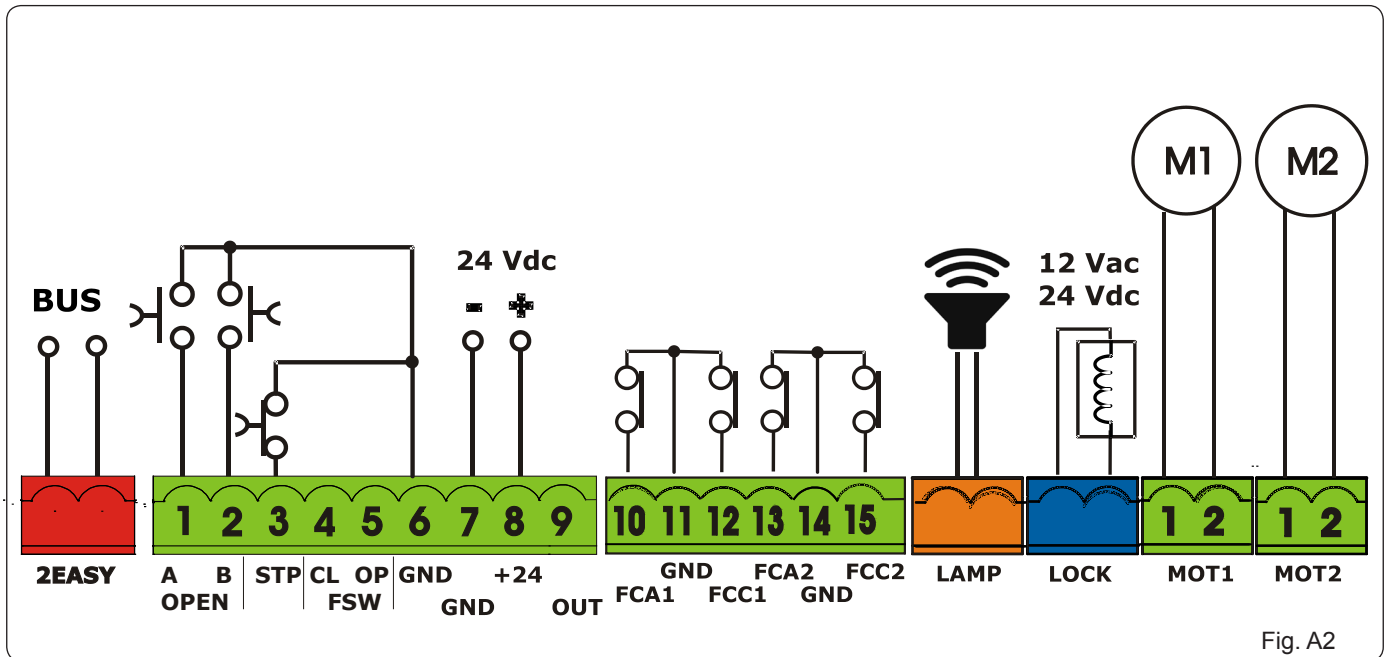 M1 M2
24 Vdc
12 Vac
24 Vdc
BUS
- +
1 2 3 4 5 6 7 8 9
10 11 12 13 14 15
1 2
1 2
2EASY
A B STP CL OP GND +24
OPEN FSW GND OUT
GND FCA2 FCC2
FCA1 FCC1 GND
LAMP
LOCK
MOT1
MOT2
Fig. A2